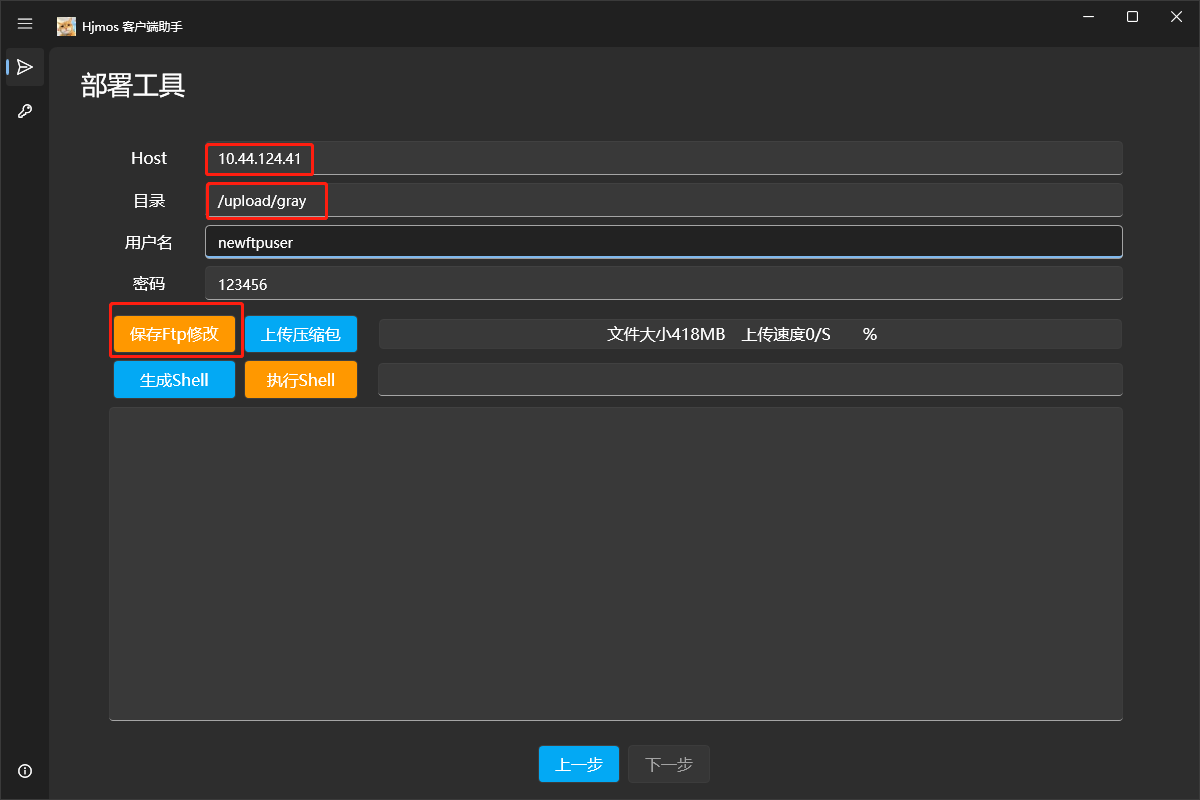 Hjmos 客户端助手
部署工具
Host 10.44.124.41
目录 /upload/gray
用户名 newftpuser
密码 123456
保存Ftp修改 上传压缩包 文件大小418MB 上传速度0/S %
生成Shell 执行Shell
上一步 下一步